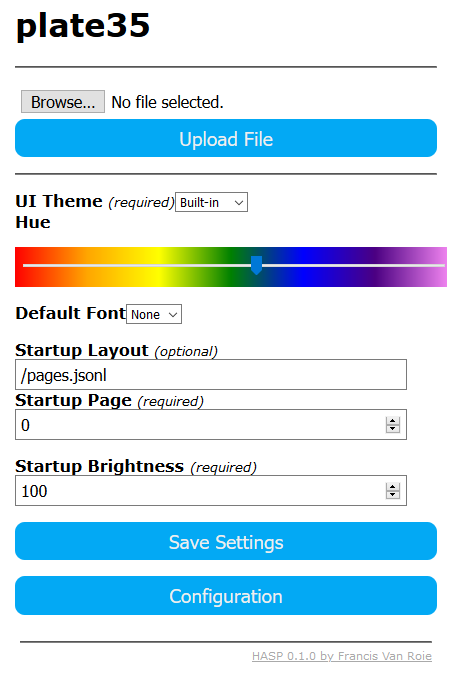 plate35
Browse... No file selected.
Upload File
UI Theme (required) Built-in
Hue
Default Font None
Startup Layout (optional)
/pages.jsonl
Startup Page (required)
0
Startup Brightness (required)
100
Save Settings
Configuration
HASP 0.1.0 by Francis Van Roie